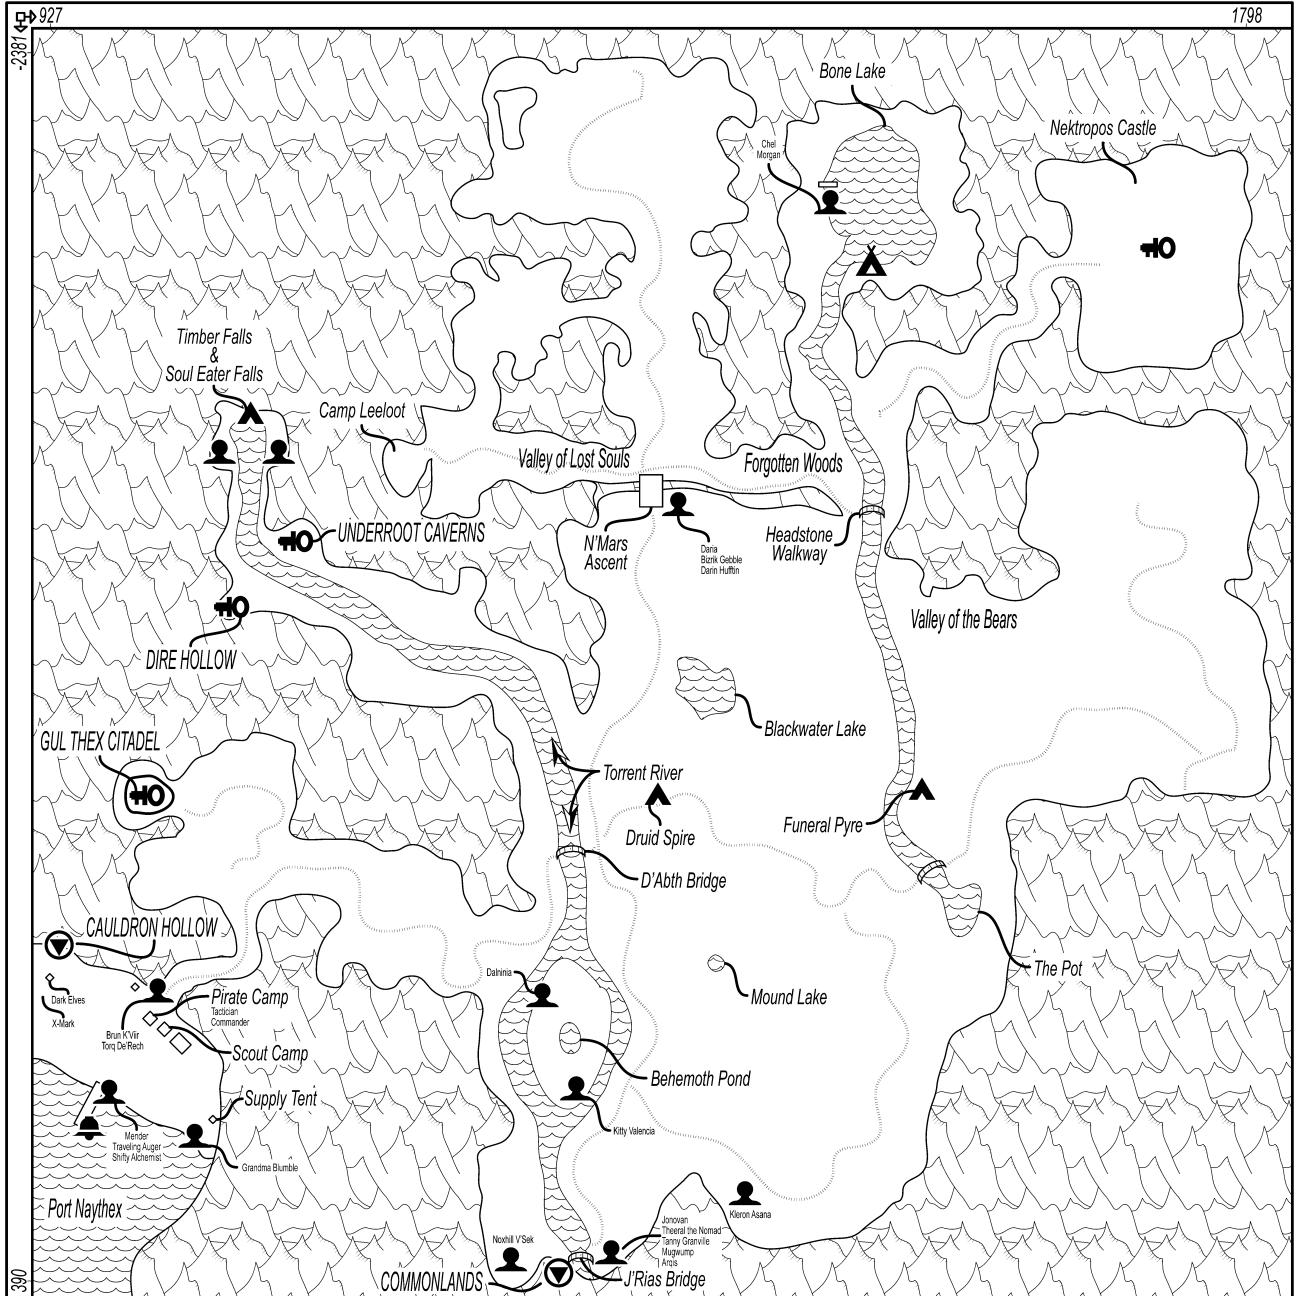 927
1798
-2381
Bone Lake
Nektropos Castle
Chel
Morgan
Timber Falls
&
Soul Eater Falls
Camp Leeloot
Valley of Lost Souls
Forgotten Woods
UNDERROOT CAVERNS
N'Mars
Ascent
Daria
Bizrik Gebble
Darin Hufftin
Headstone
Walkway
Valley of the Bears
DIRE HOLLOW
Blackwater Lake
GUL THEX CITADEL
Torrent River
Druid Spire
Funeral Pyre
D'Abth Bridge
CAULDRON HOLLOW
The Pot
Dalninia
Mound Lake
Dark Elves
X-Mark
Pirate Camp
Tactician
Commander
Brun K'Viir
Torq De'Rech
Scout Camp
Behemoth Pond
Supply Tent
Kitty Valencia
Mender
Traveling Auger
Shifty Alchemist
Grandma Blumble
Port Naythex
Kleron Asana
Jonovan
Theeral the Nomad
Tanny Granville
Mugwump
Arqis
Noxhill V'Sek
COMMONLANDS
J'Rias Bridge
390